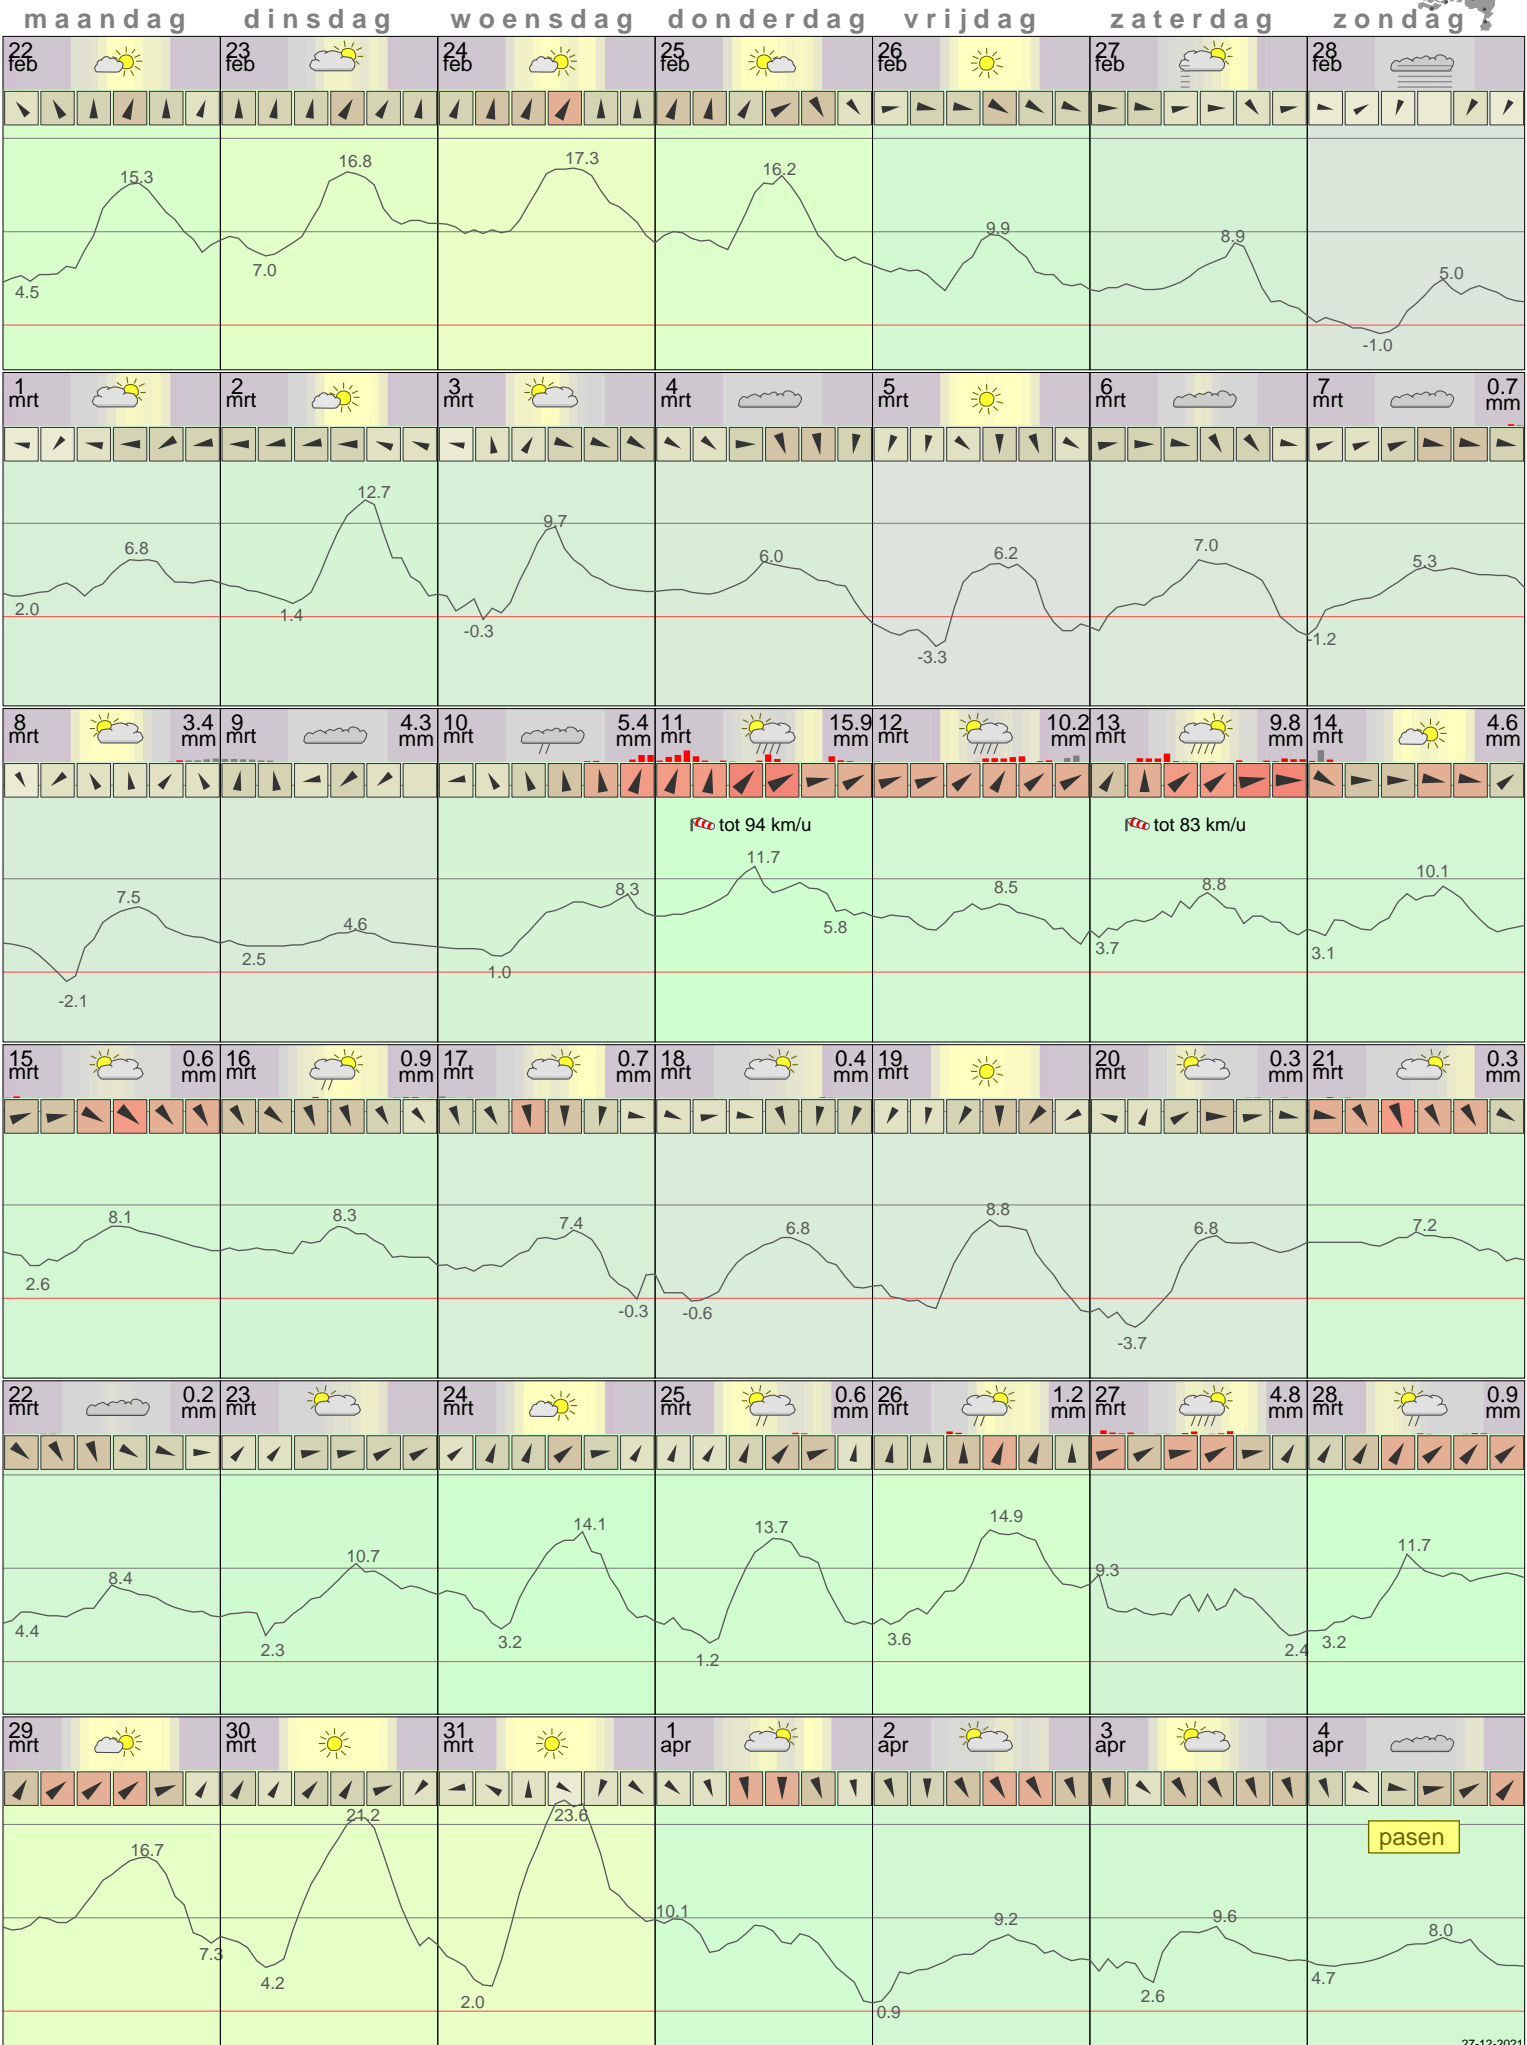 maandag dinsdag woensdag donderdag vrijdag zaterdag zondag
22 23 24 25 26 27 28
feb feb feb feb feb feb feb
15.3 16.8 17.3 16.2 9.9 8.9 5.0
4.5 7.0 -1.0
1 2 3 4 5 6 7 0.7
mrt mrt mrt mrt mrt mrt mrt mm
6.8 12.7 9.7 6.0 6.2 7.0 5.3
2.0 1.4 -0.3 -3.3 -1.2
8 3.4 9 4.3 10 5.4 11 15.9 12 10.2 13 9.8 14 4.6
mrt mm mrt mm mrt mm mrt mm mrt mm mrt mm mrt mm
tot 94 km/u tot 83 km/u
7.5 4.6 8.3 11.7 8.5 8.8 10.1
-2.1 2.5 1.0 5.8 3.7 3.1
15 0.6 16 0.9 17 0.7 18 0.4 19 20 0.3 21 0.3
mrt mm mrt mm mrt mm mrt mm mrt mrt mm mrt mm
8.1 8.3 7.4 6.8 8.8 6.8 7.2
2.6 -0.3 -0.6 -3.7
22 0.2 23 24 25 0.6 26 1.2 27 4.8 28 0.9
mrt mm mrt mrt mrt mm mrt mm mrt mm mrt mm
8.4 10.7 14.1 13.7 14.9 9.3 11.7
4.4 2.3 3.2 1.2 3.6 2.4 3.2
29 30 31 1 2 3 4
mrt mrt mrt apr apr apr apr
pasen
16.7 21.2 23.6 10.1 9.2 9.6 8.0
7.3 4.2 2.0 0.9 2.6 4.7
27-12-2021